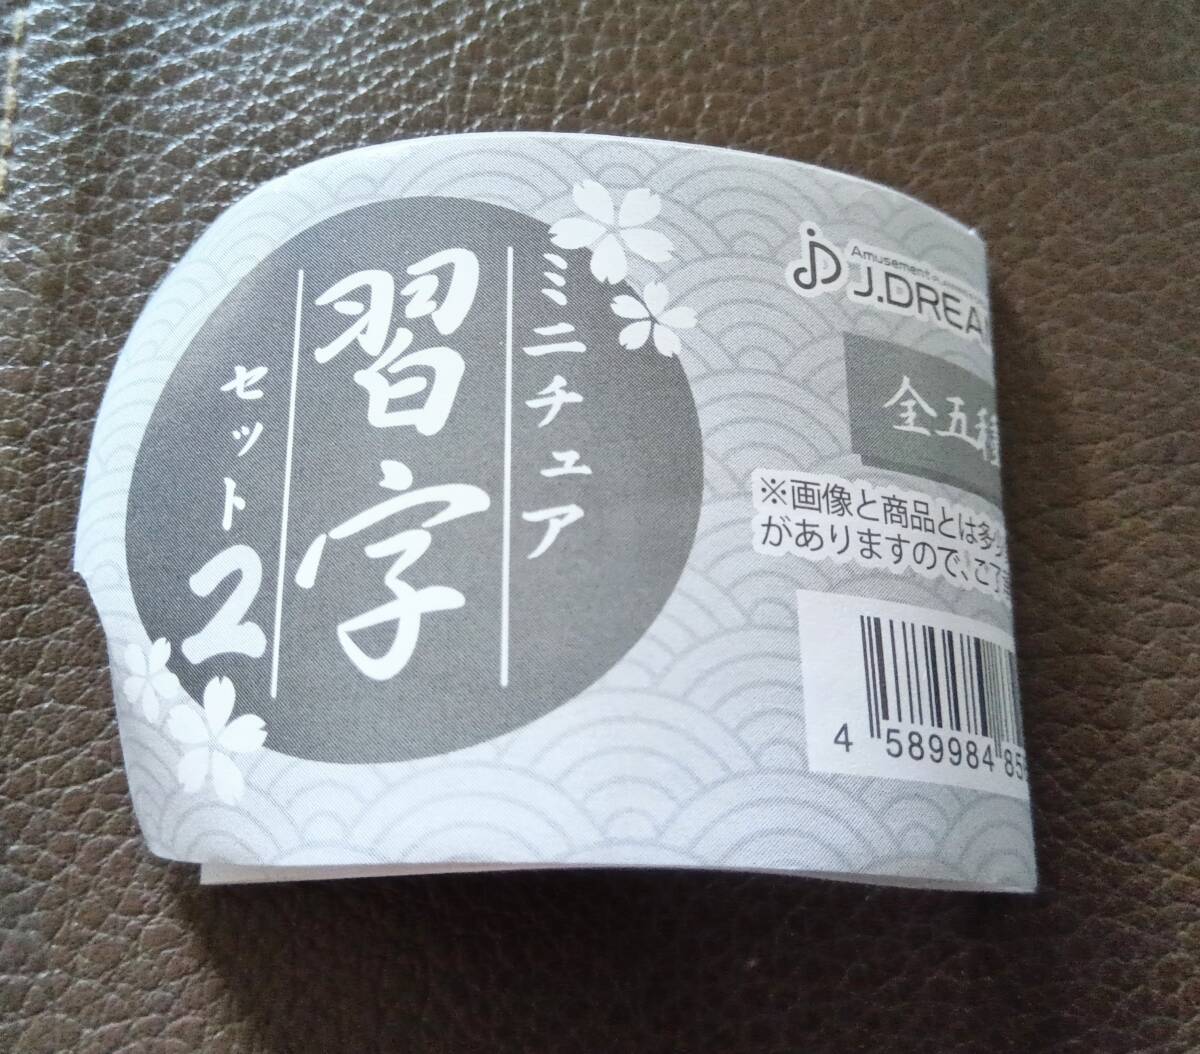 ミニチュア
習字
セット2
Amusement
J.DREA
全五種
※画像と商品とは多少
がありますので、ご了
4 589984 85